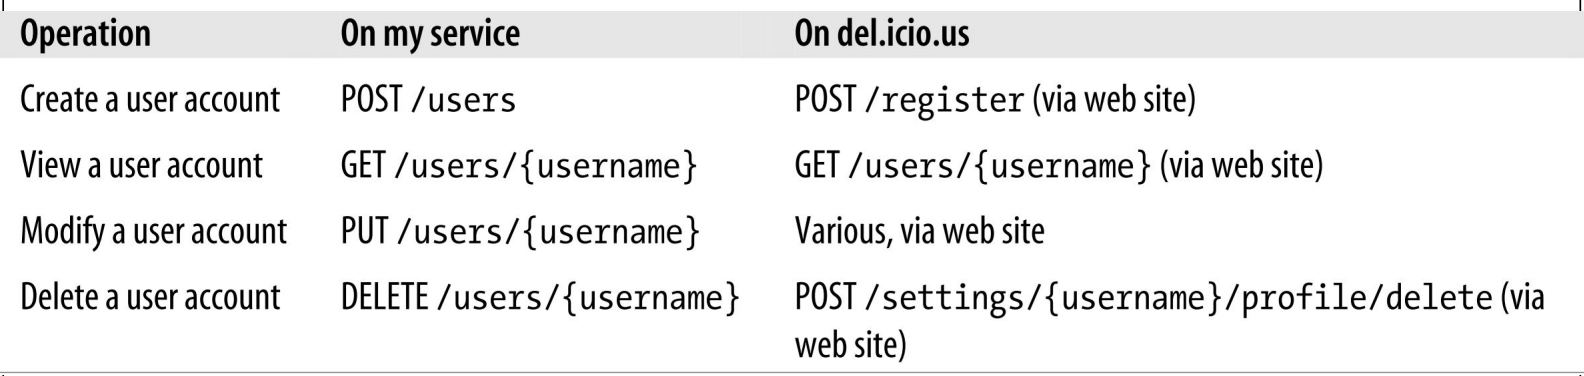 Operation On my service On del.icio.us
Create a user account POST /users POST /register (via web site)
View a user account GET /users/{username} GET /users/{username} (via web site)
Modify a user account PUT /users/{username} Various, via web site
Delete a user account DELETE /users/{username} POST /settings/{username}/profile/delete (via
web site)